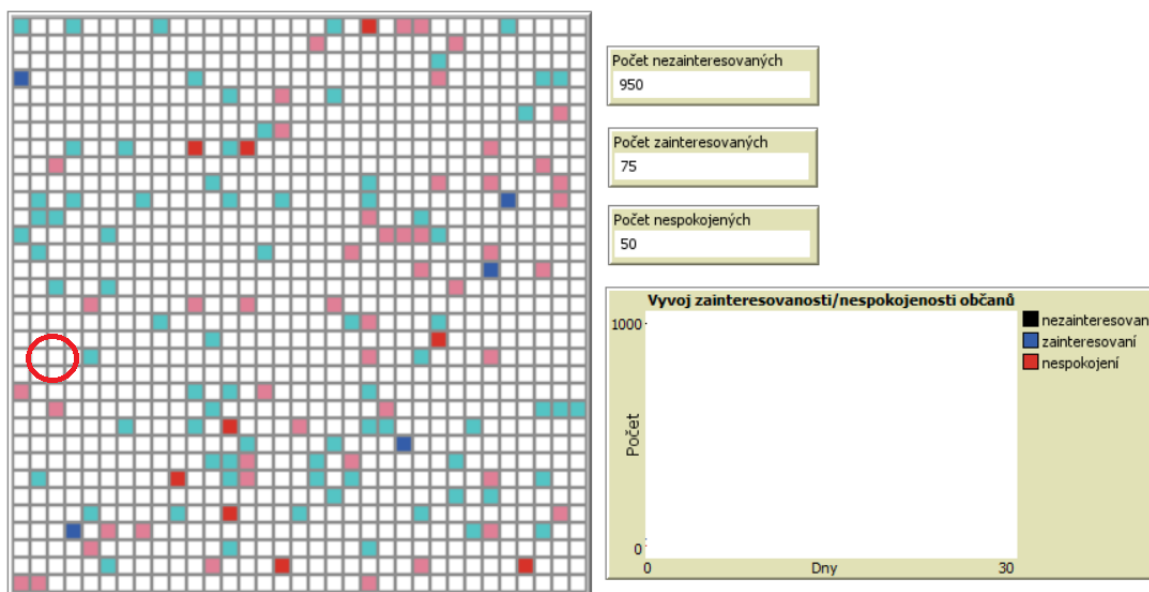 Počet nezainteresovaných
950
Počet zainteresovaných
75
Počet nespokojených
50
Vyvoj zainteresovanosti/nespokojenosti občanů
1000
nezainteresovan
zainteresovaní
nespokojení
Počet
0
0
Dny
30